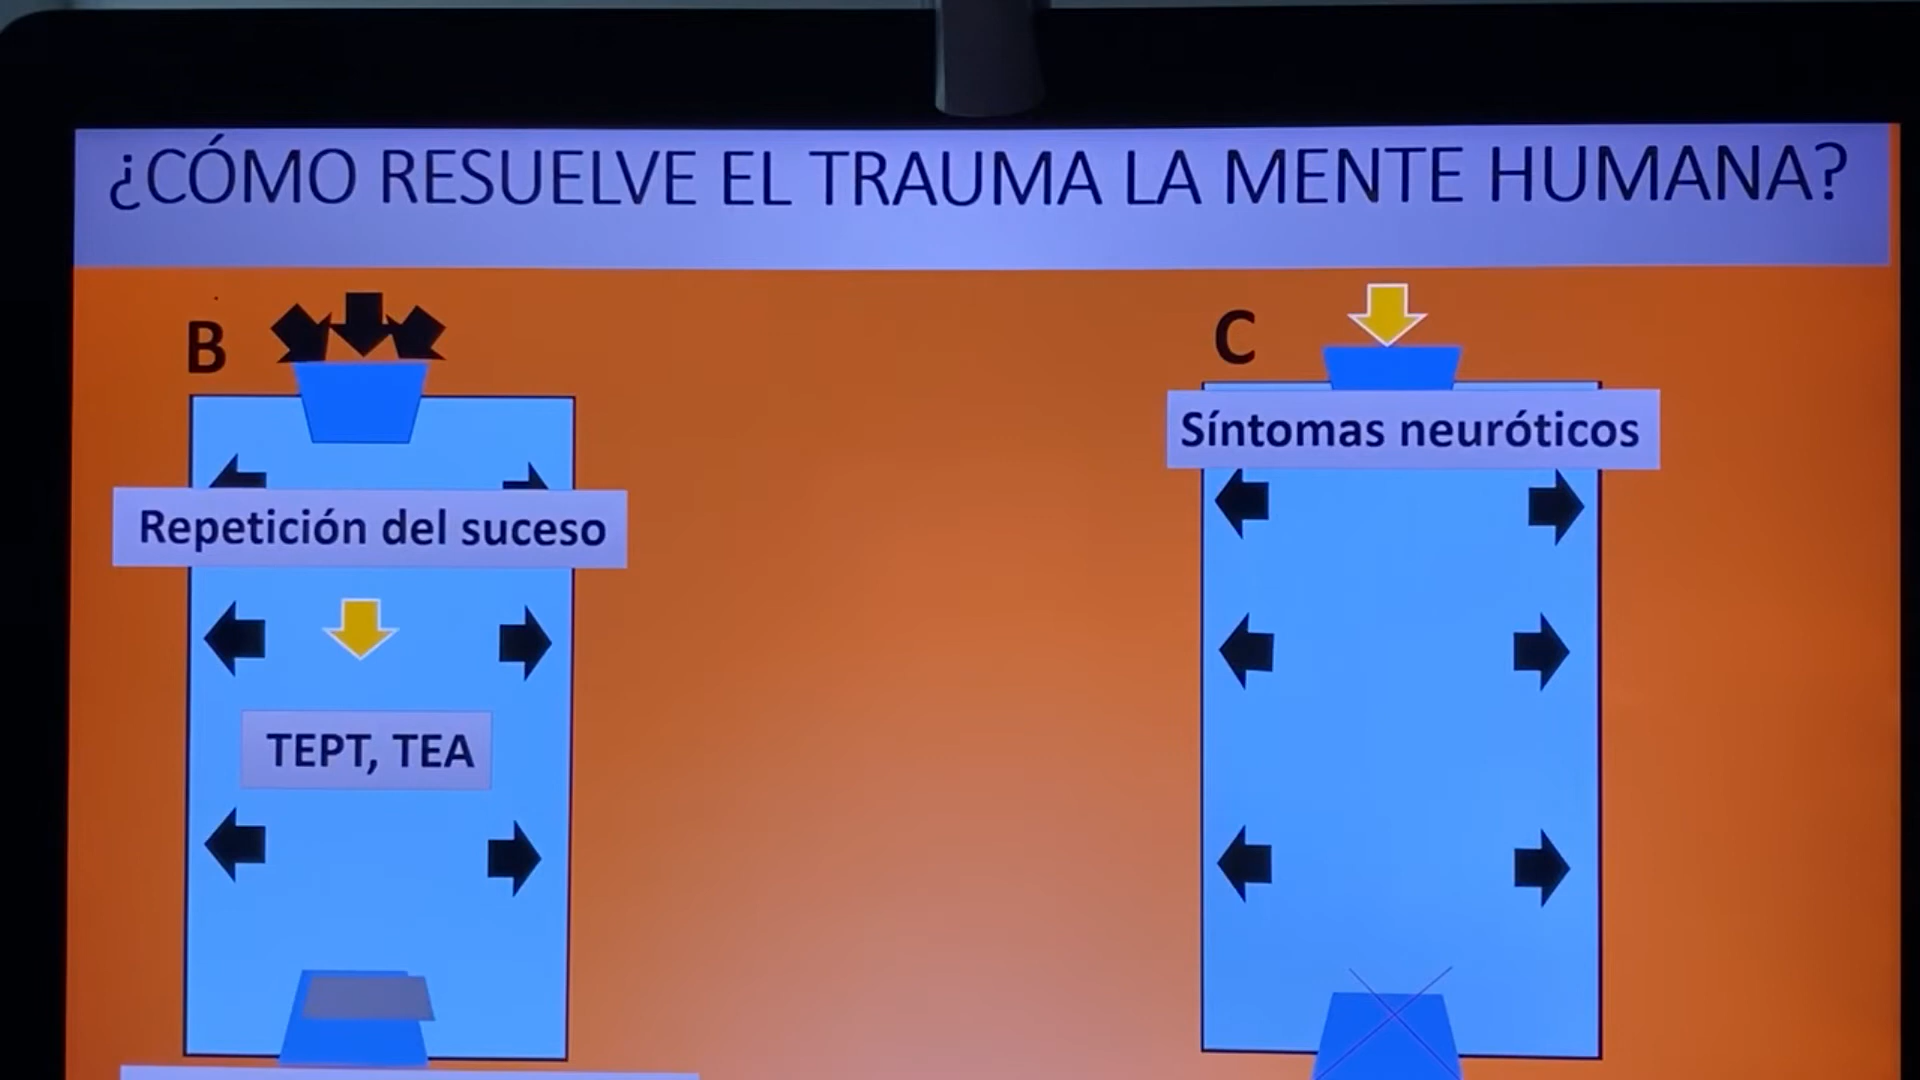 ¿CÓMO RESUELVE EL TRAUMA LA MENTE HUMANA?
B
C
Síntomas neuróticos
Repetición del suceso
TEPT, TEA